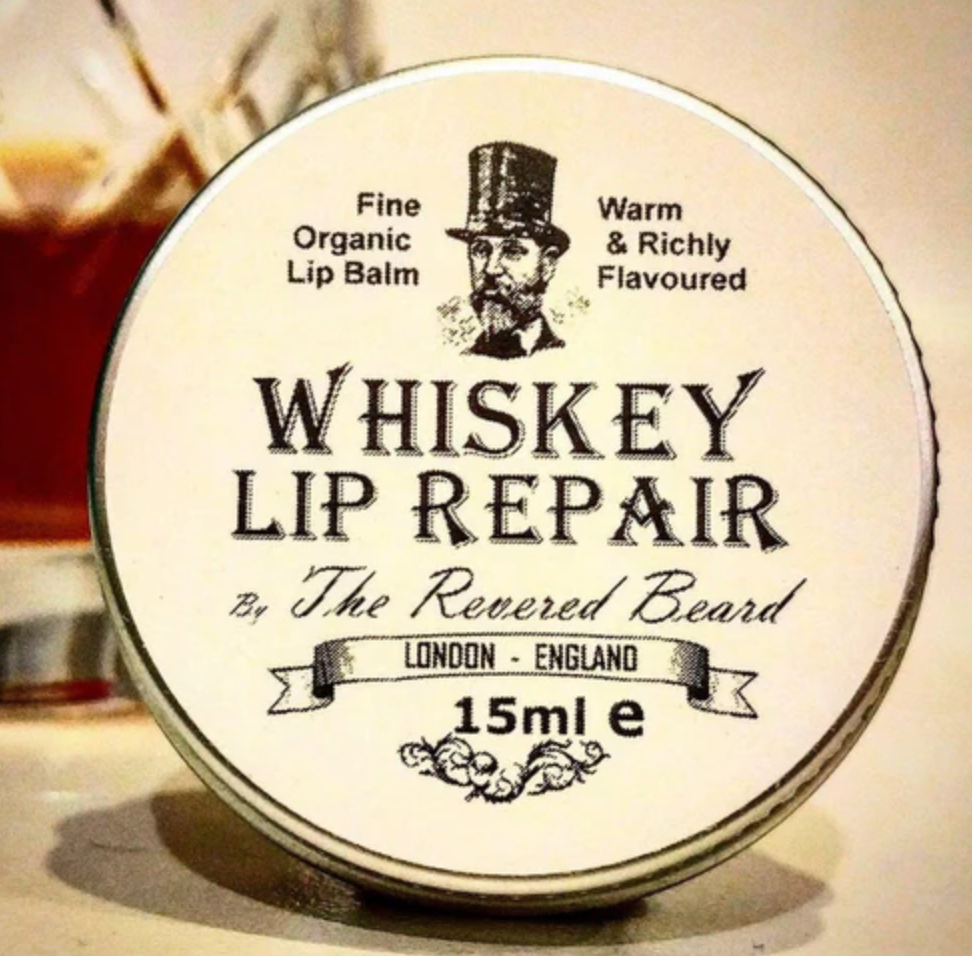 Fine
Organic
Lip Balm
Warm
& Richly
Flavoured
WHISKEY
LIP REPAIR
By The Revered Beard
LONDON - ENGLAND
15ml e